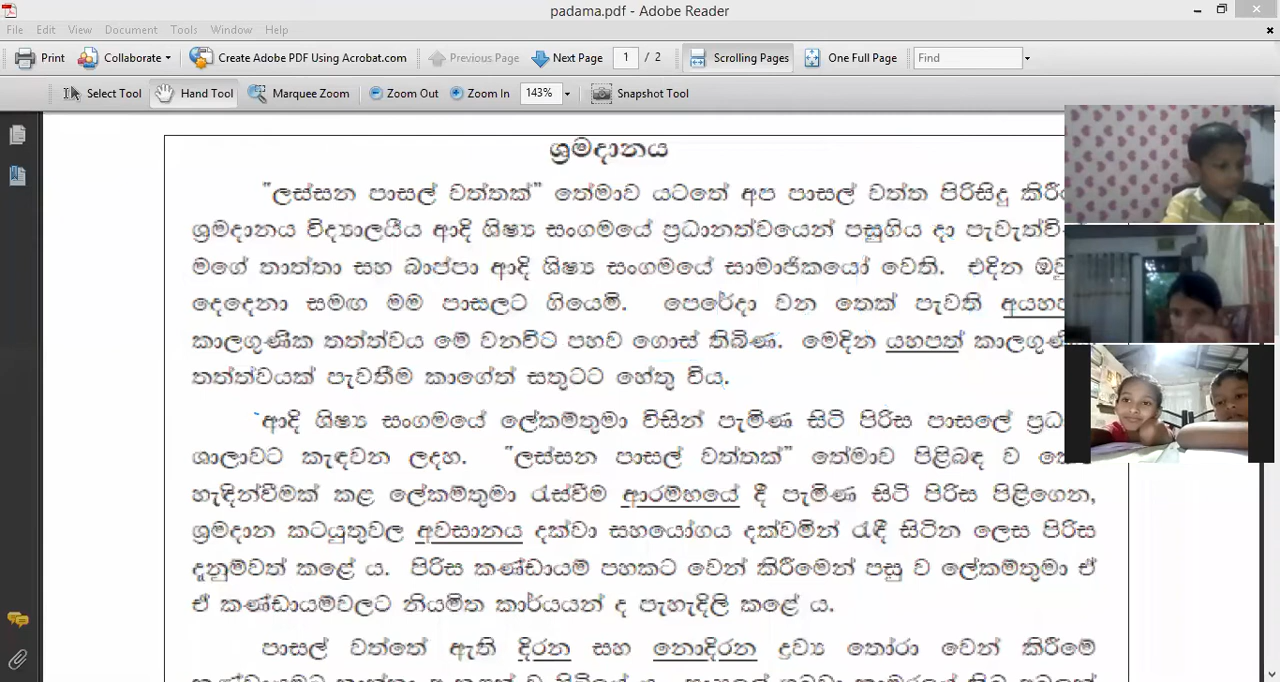 padama.pdf - Adobe Reader
File Edit View Document Tools Window Help
Print Collaborate Create Adobe PDF Using Acrobat.com Previous Page Next Page 1 / 2 Scrolling Pages One Full Page Find
Select Tool Hand Tool Marquee Zoom Zoom Out Zoom In 143% Snapshot Tool
ශ්‍රමදානය
"ලස්සන පාසල් වත්තක්" තේමාව යටතේ අප පාසල් වත්ත පිරිසිදු
ශ්‍රමදානය විද්‍යාලයීය ආදි ශිෂ්‍ය සංගමයේ ප්‍රධානත්වයෙන් පසුගිය දා
මගේ තාත්තා සහ බාප්පා ආදි ශිෂ්‍ය සංගමයේ සාමාජිකයෝ වෙති. එදින
දෙදෙනා සමඟ මම පාසලට ගියෙමි. පෙරේදා වන තෙක් පැවති
කාලගුණික තත්ත්වය මේ වනවිට පහව ගොස් තිබිණ. මෙදින යහපත්
තත්ත්වයක් පැවතීම කාගේත් සතුටට හේතු විය.
ආදි ශිෂ්‍ය සංගමයේ ලේකම්තුමා විසින් පැමිණ සිටි පිරිස පාසලේ
ශාලාවට කැඳවන ලදහ. "ලස්සන පාසල් වත්තක්" තේමාව පිළිබඳ ව
හැඳින්වීමක් කළ ලේකම්තුමා රැස්වීම ආරම්භයේ දී පැමිණ සිටි පිරිස පිළිගෙන,
ශ්‍රමදාන කටයුතුවල අවසානය දක්වා සහයෝගය දක්වමින් රැඳී සිටින ලෙස පිරිස
දැනුම්වත් කළේ ය. පිරිස කණ්ඩායම් පහකට වෙන් කිරීමෙන් පසු ව ලේකම්තුමා ඒ
ඒ කණ්ඩායම්වලට නියමිත කාර්යයන් ද පැහැදිලි කළේ ය.
පාසල් වත්තේ ඇති දිරන සහ නොදිරන ද්‍රව්‍ය තෝරා වෙන් කිරීමේ